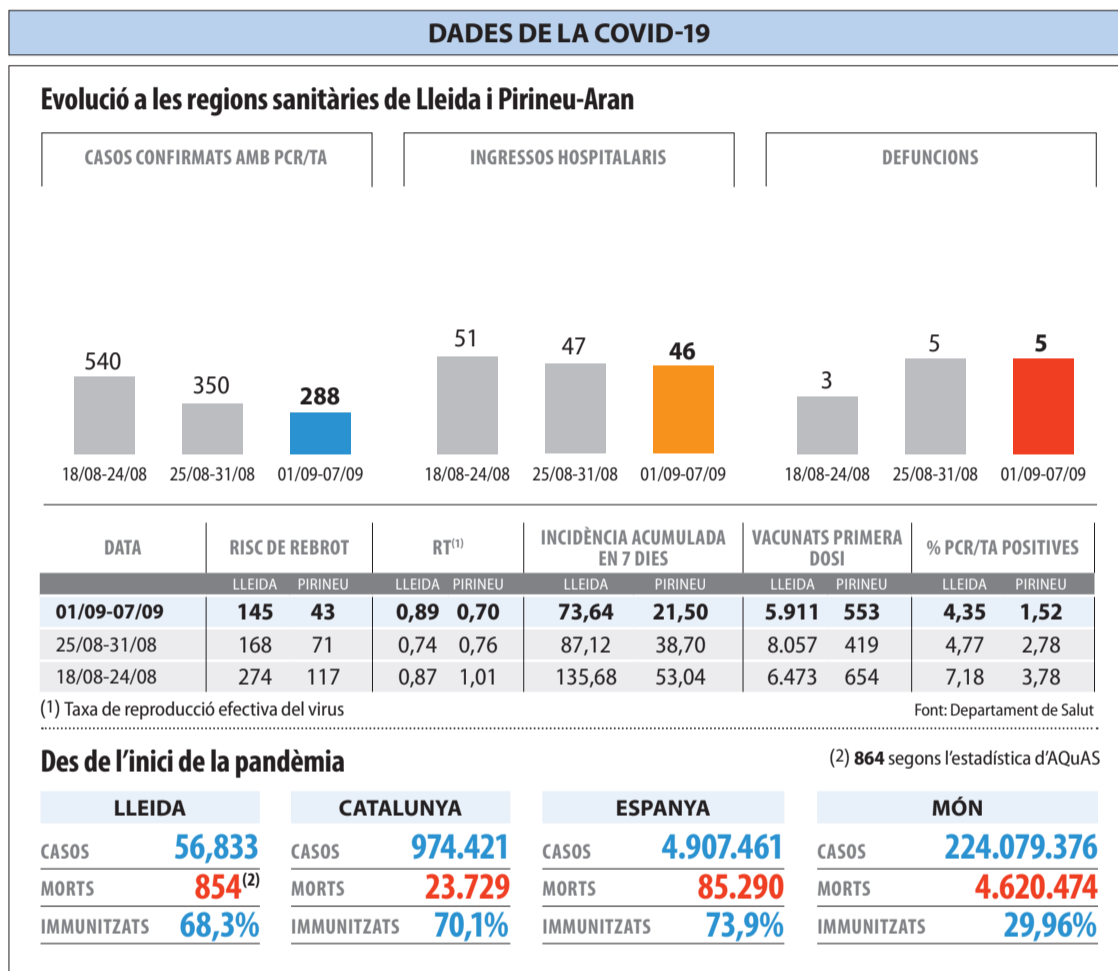 DADES DE LA COVID-19
Evolució a les regions sanitàries de Lleida i Pirineu-Aran
CASOS CONFIRMATS AMB PCR/TA
540
350
288
18/08-24/08 25/08-31/08 01/09-07/09
INGRESSOS HOSPITALARIS
51
47
46
18/08-24/08 25/08-31/08 01/09-07/09
DEFUNCIONS
3
5
5
18/08-24/08 25/08-31/08 01/09-07/09
DATA RISC DE REBROT RT(1) INCIDÈNCIA ACUMULADA EN 7 DIES VACUNATS PRIMERA DOSI % PCR/TA POSITIVES
LLEIDA PIRINEU LLEIDA PIRINEU LLEIDA PIRINEU LLEIDA PIRINEU LLEIDA PIRINEU
01/09-07/09 145 43 0,89 0,70 73,64 21,50 5.911 553 4,35 1,52
25/08-31/08 168 71 0,74 0,76 87,12 38,70 8.057 419 4,77 2,78
18/08-24/08 274 117 0,87 1,01 135,68 53,04 6.473 654 7,18 3,78
(1) Taxa de reproducció efectiva del virus
Font: Departament de Salut
Des de l'inici de la pandèmia
(2) 864 segons l'estadística d'AQuAS
LLEIDA
CASOS 56,833
MORTS 854(2)
IMMUNITZATS 68,3%
CATALUNYA
CASOS 974.421
MORTS 23.729
IMMUNITZATS 70,1%
ESPANYA
CASOS 4.907.461
MORTS 85.290
IMMUNITZATS 73,9%
MÓN
CASOS 224.079.376
MORTS 4.620.474
IMMUNITZATS 29,96%